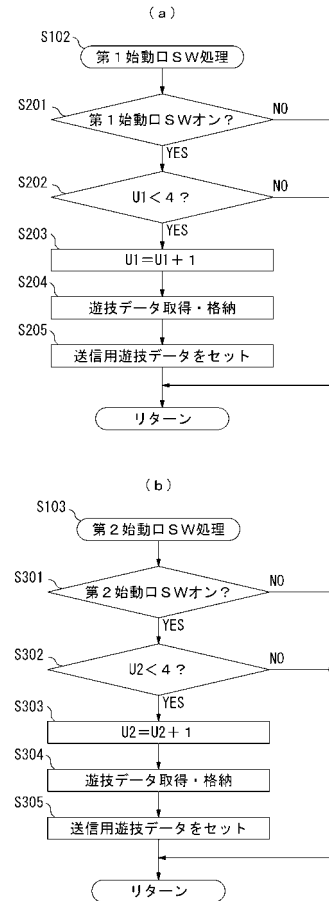 (a)
S102
第1始動口SW処理
S201
第1始動口SWオン?
NO
YES
S202
U1<4?
NO
YES
S203
U1=U1+1
S204
遊技データ取得・格納
S205
送信用遊技データをセット
リターン
(b)
S103
第2始動口SW処理
S301
第2始動口SWオン?
NO
YES
S302
U2<4?
NO
YES
S303
U2=U2+1
S304
遊技データ取得・格納
S305
送信用遊技データをセット
リターン